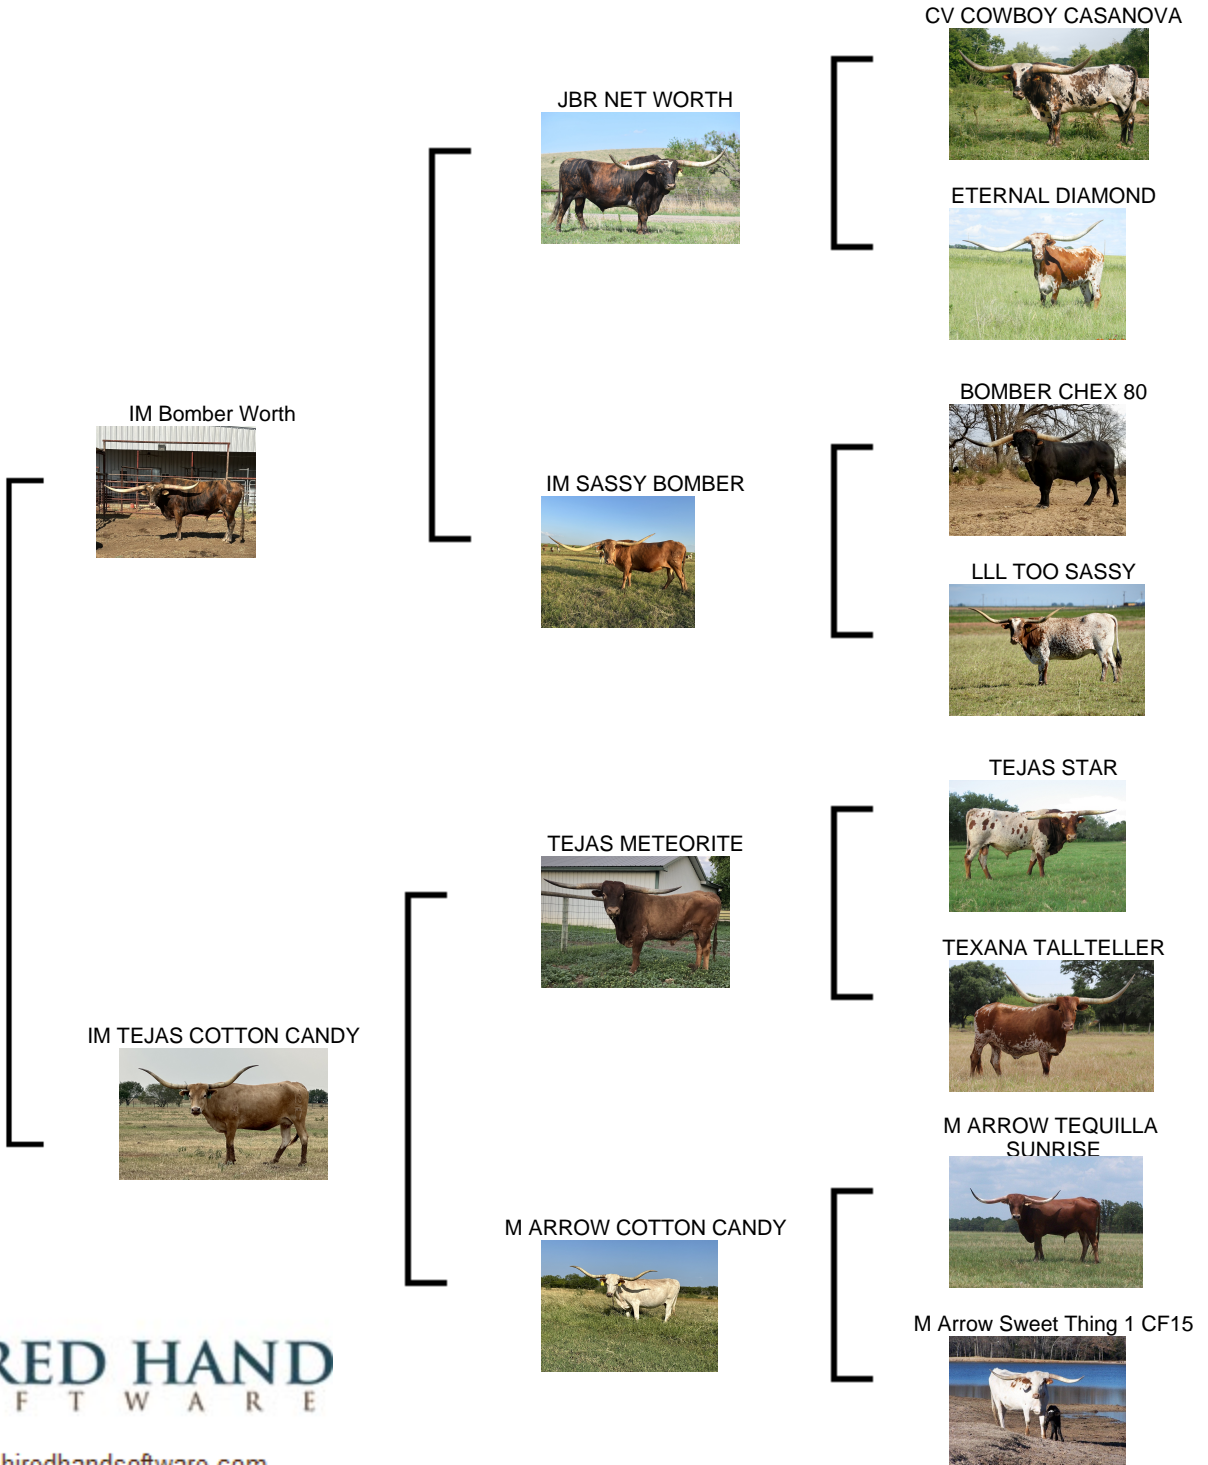 CV COWBOY CASANOVA
JBR NET WORTH
ETERNAL DIAMOND
BOMBER CHEX 80
IM Bomber Worth
IM SASSY BOMBER
LLL TOO SASSY
TEJAS STAR
TEJAS METEORITE
TEXANA TALLTELLER
IM TEJAS COTTON CANDY
M ARROW TEQUILLA
SUNRISE
M ARROW COTTON CANDY
M Arrow Sweet Thing 1 CF15
RED HAND
F T W A R E
hiredhandsoftware.com